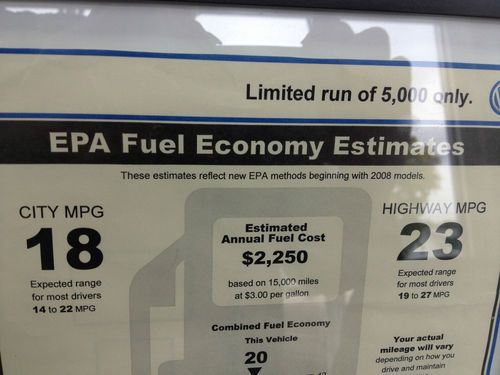 Limited run of 5,000 only.
EPA Fuel Economy Estimates
These estimates reflect new EPA methods beginning with 2008 models.
CITY MPG
18
Expected range
for most drivers
14 to 22 MPG
Estimated
Annual Fuel Cost
$2,250
based on 15,000 miles
at $3.00 per gallon
Combined Fuel Economy
This Vehicle
20
HIGHWAY MPG
23
Expected range
for most drivers
19 to 27 MPG
Your actual
mileage will vary
depending on how you
drive and maintain